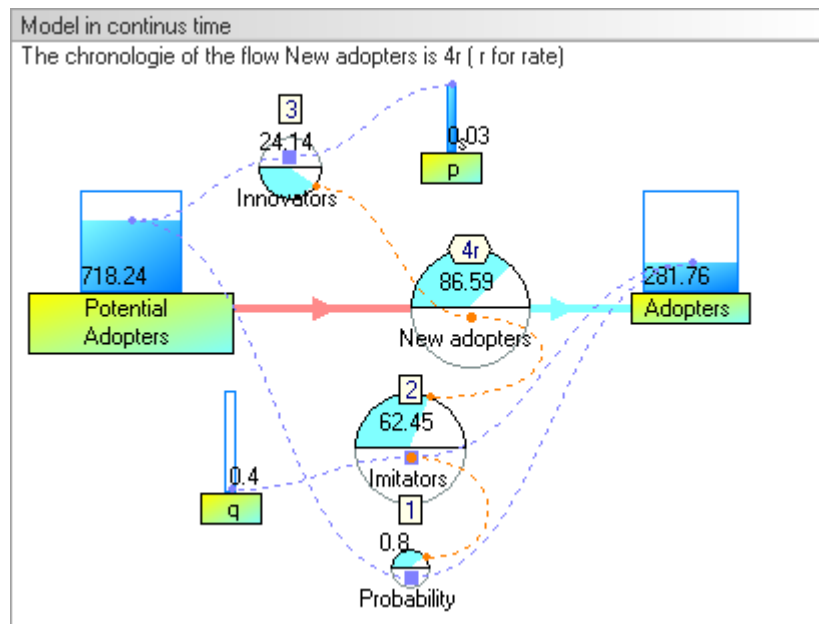 Model in continus time
The chronologie of the flow New adopters is 4r ( r for rate)
3
24.14
Innovators
0.03
p
718.24
Potential
Adopters
4r
86.59
New adopters
281.76
Adopters
2
62.45
Imitators
0.4
q
1
0.8
Probability